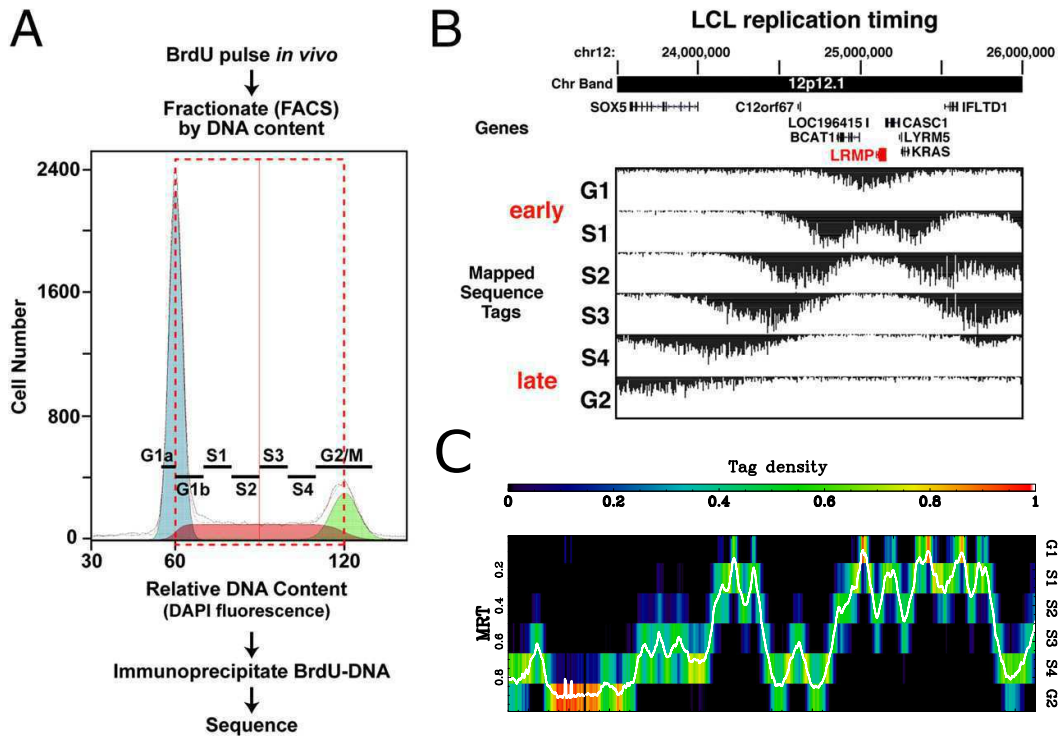 A
BrdU pulse in vivo
Fractionate (FACS)
by DNA content
2400
1600
800
0
Cell Number
G1a
S1
S3
G2/M
G1b
S2
S4
30
60
120
Relative DNA Content
(DAPI fluorescence)
Immunoprecipitate BrdU-DNA
Sequence
B
LCL replication timing
chr12:
24,000,000
25,000,000
26,000,000
Chr Band
12p12.1
Genes
SOX5
C12orf67
IFLTD1
LOC196415
CASC1
BCAT1
LYRM5
LRMP
KRAS
early
Mapped
Sequence
Tags
late
G1
S1
S2
S3
S4
G2
C
Tag density
0
0.2
0.4
0.6
0.8
1
MRT
0.2
0.4
0.6
0.8
G1
S1
S2
S3
S4
G2